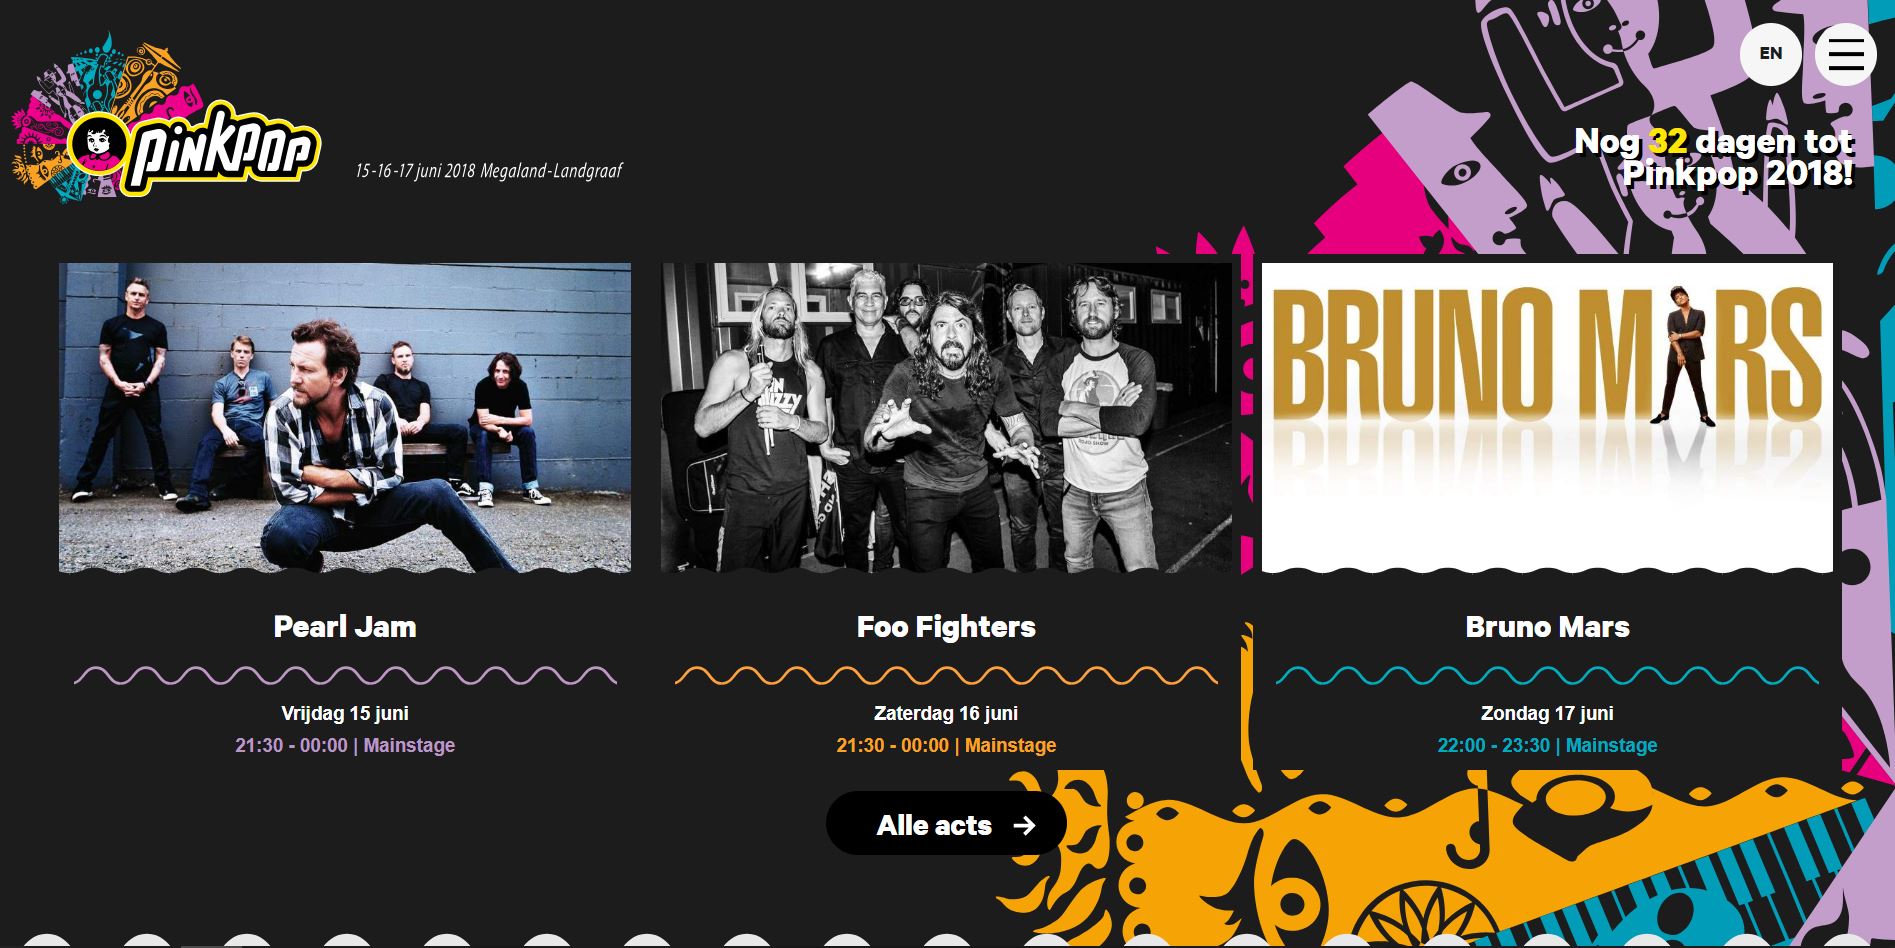 pinkpop
15-16-17 juni 2018 Megaland-Landgraaf
EN
Nog 32 dagen tot
Pinkpop 2018!
BRUNO MARS
Pearl Jam
Foo Fighters
Bruno Mars
Vrijdag 15 juni
21:30 - 00:00 | Mainstage
Zaterdag 16 juni
21:30 - 00:00 | Mainstage
Zondag 17 juni
22:00 - 23:30 | Mainstage
Alle acts